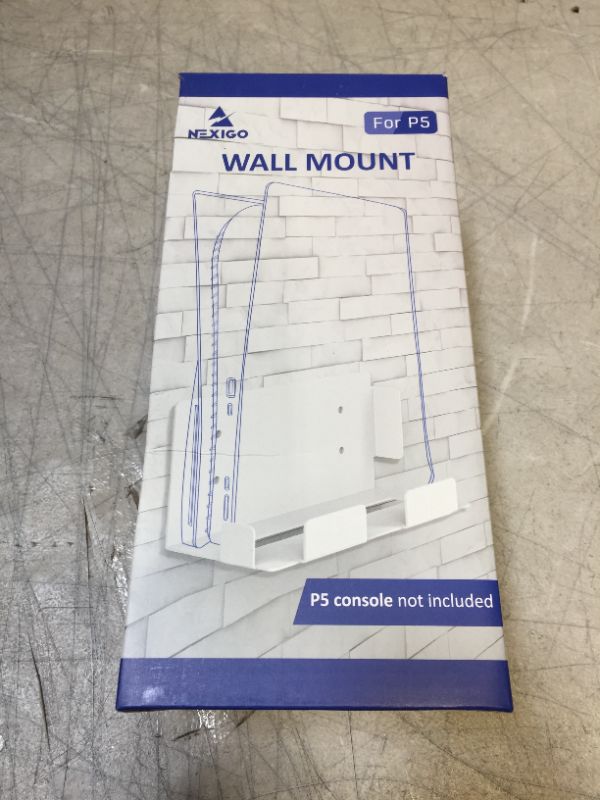 NEXIGO
For P5
WALL MOUNT
P5 console not included